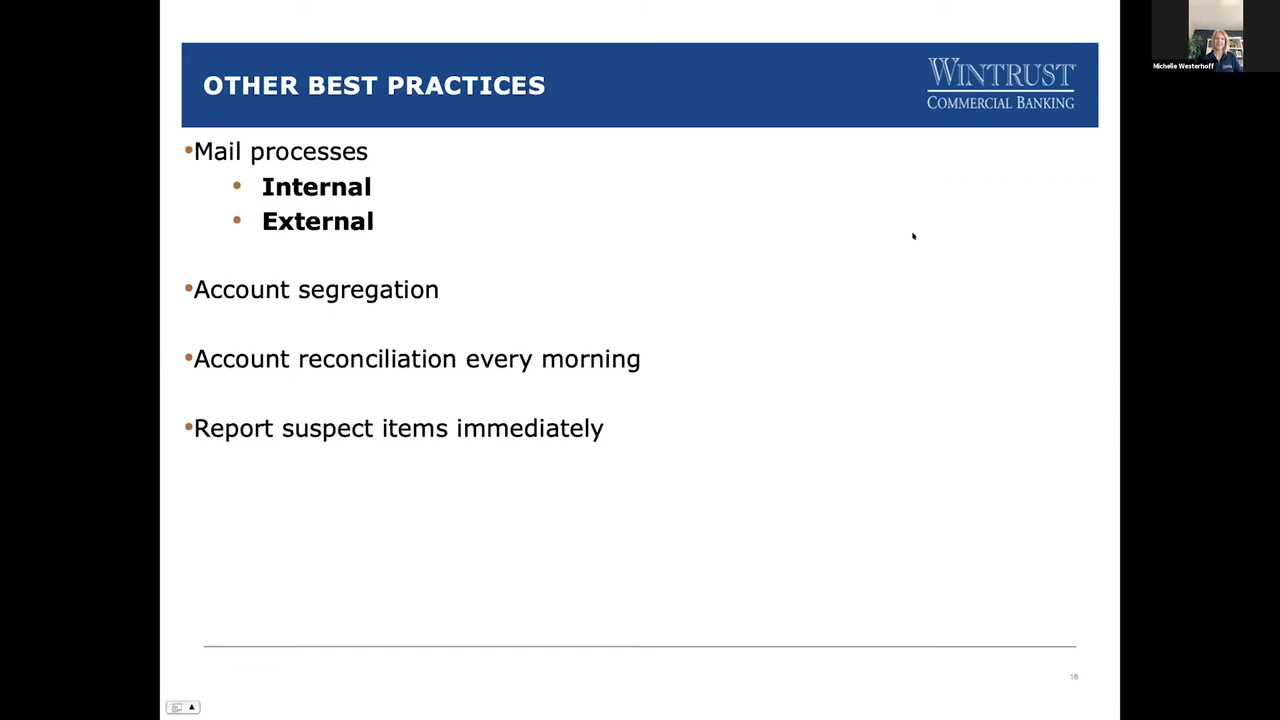 OTHER BEST PRACTICES
WINTRUST
COMMERCIAL BANKING
Michelle Westerhoff
•Mail processes
• Internal
• External
•Account segregation
•Account reconciliation every morning
•Report suspect items immediately
16